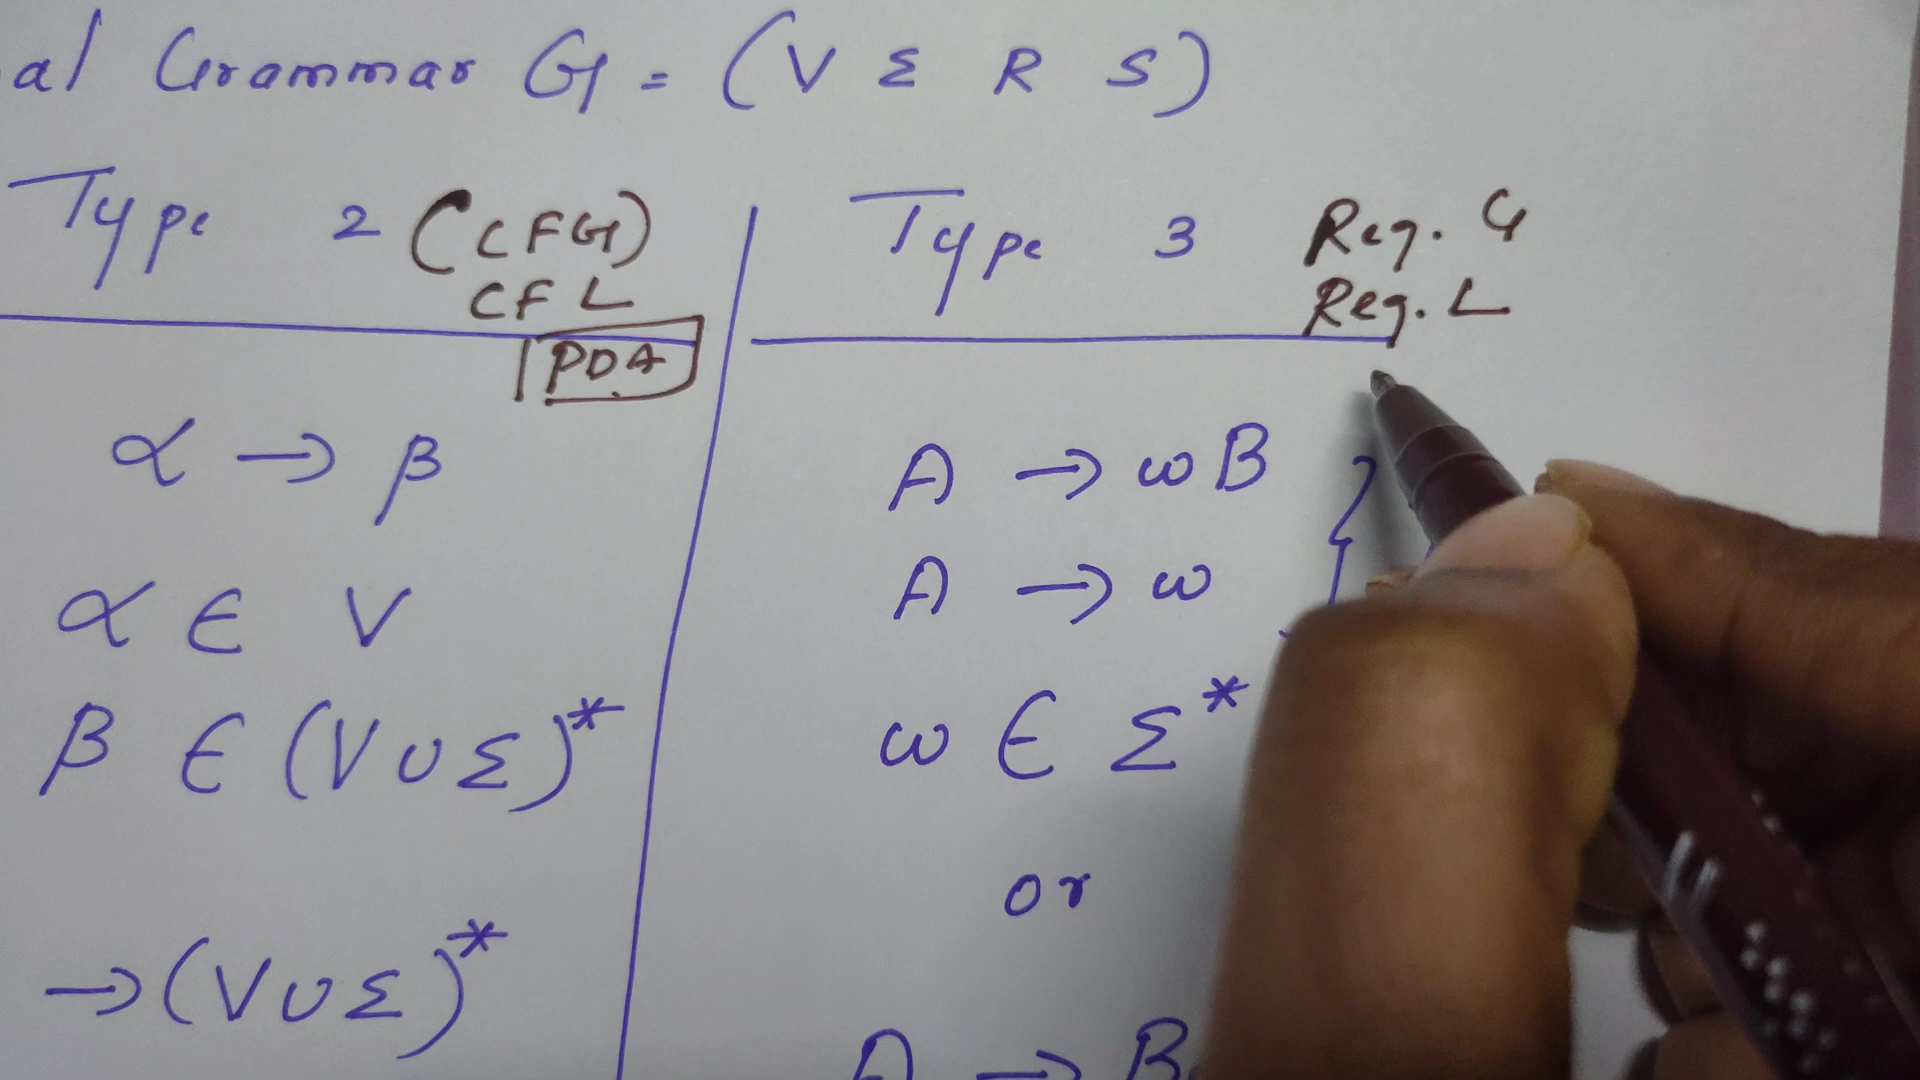 al Grammar G = (V Σ R S)
Type 2 (CFG)
CFL
PDA
α → β
α ∈ V
β ∈ (V ∪ Σ)*
→ (V ∪ Σ)*
Type 3 Reg. G
Reg. L
A → ωB
A → ω
ω ∈ Σ*
or
A → B